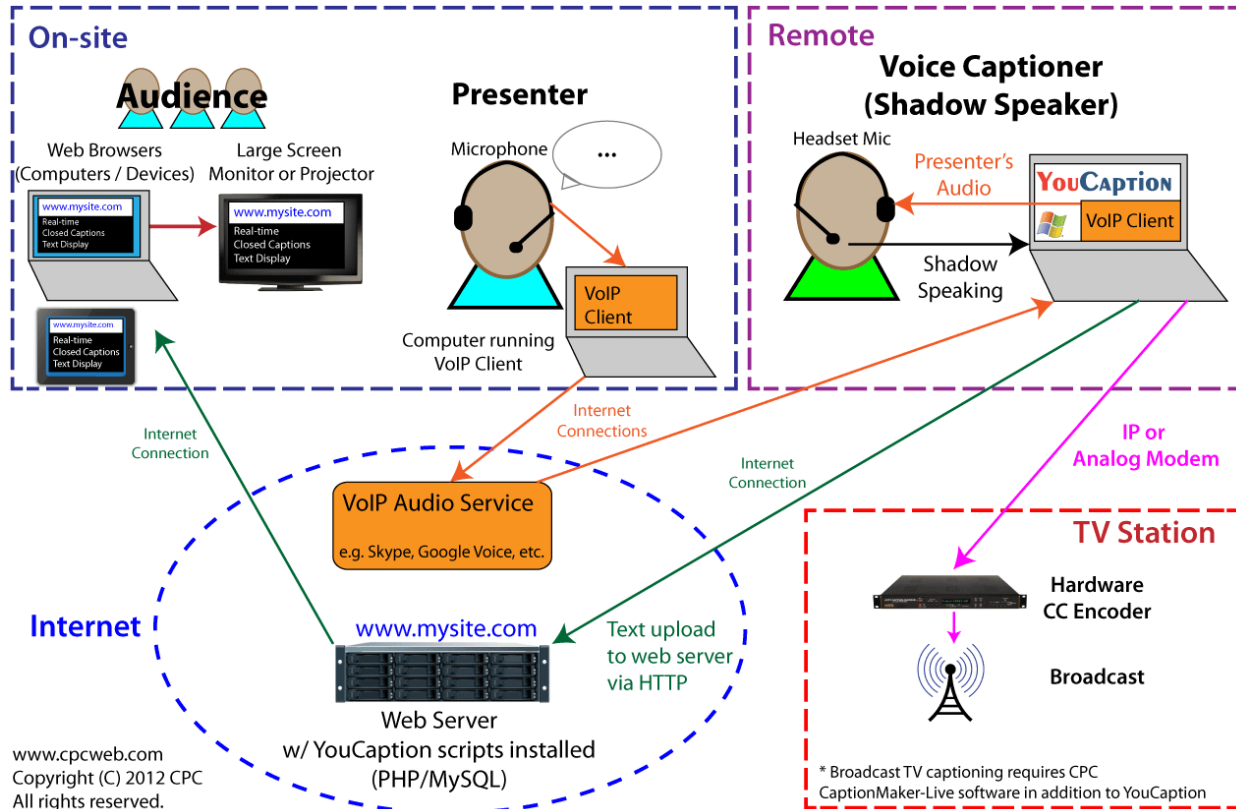 On-site
Audience
Web Browsers
(Computers / Devices)
www.mysite.com
Real-time
Closed Captions
Text Display
Large Screen
Monitor or Projector
www.mysite.com
Real-time
Closed Captions
Text Display
www.mysite.com
Real-time
Closed Captions
Text Display
Presenter
Microphone
...
VoIP
Client
Computer running
VoIP Client
Remote
Voice Captioner
(Shadow Speaker)
Headset Mic
Presenter's
Audio
YouCaption
VoIP Client
Shadow
Speaking
Internet
Connection
Internet
Connections
Internet
Connection
IP or
Analog Modem
VoIP Audio Service
e.g. Skype, Google Voice, etc.
Internet
www.mysite.com
Text upload
to web server
via HTTP
Web Server
w/ YouCaption scripts installed
(PHP/MySQL)
TV Station
Hardware
CC Encoder
Broadcast
* Broadcast TV captioning requires CPC
CaptionMaker-Live software in addition to YouCaption
www.cpcweb.com
Copyright (C) 2012 CPC
All rights reserved.